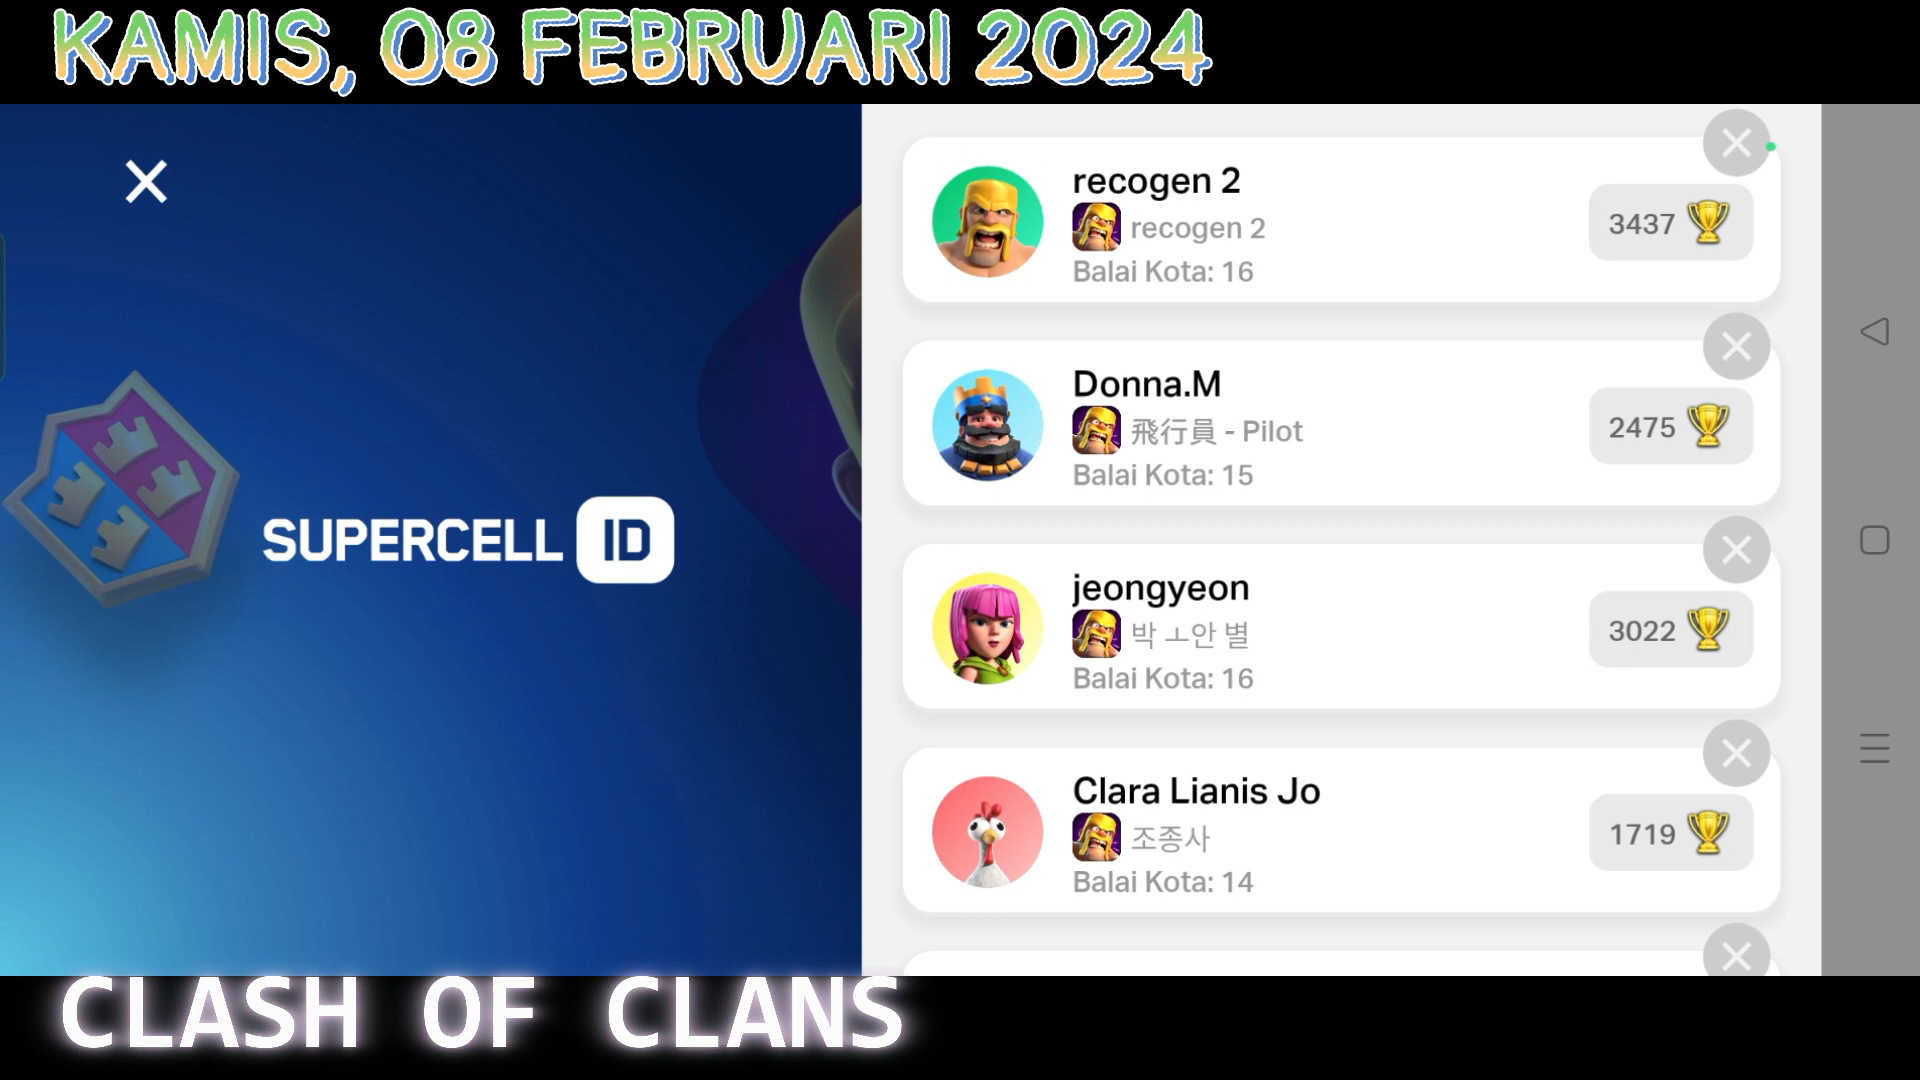 KAMIS, 08 FEBRUARI 2024
SUPERCELL ID
recogen 2
recogen 2
Balai Kota: 16
3437
Donna.M
飛行員 - Pilot
Balai Kota: 15
2475
jeongyeon
박 ㅗ안 별
Balai Kota: 16
3022
Clara Lianis Jo
조종사
Balai Kota: 14
1719
CLASH OF CLANS